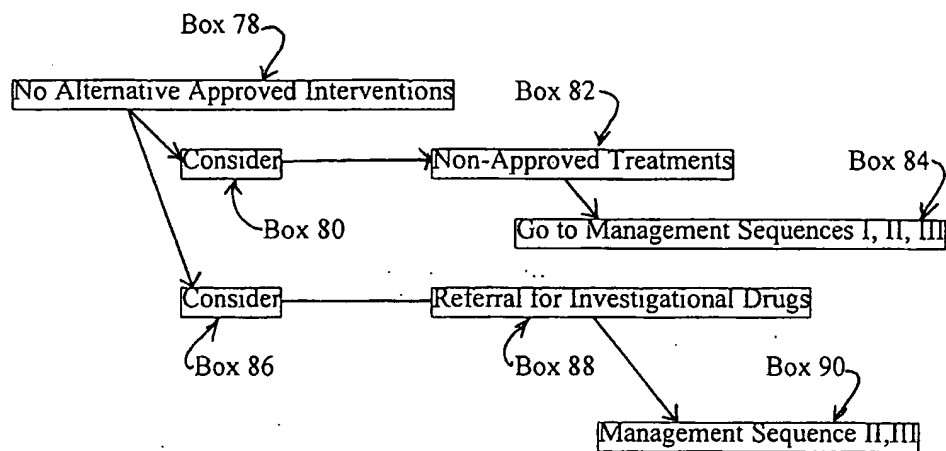 Box 78
No Alternative Approved Interventions
Box 82
Consider
Non-Approved Treatments
Box 84
Box 80
Go to Management Sequences I, II, III
Consider
Referral for Investigational Drugs
Box 86
Box 88
Box 90
Management Sequence II,III